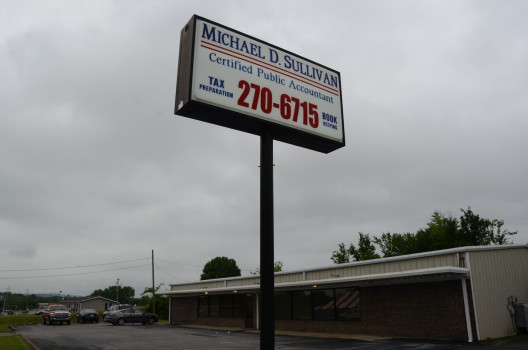 MICHAEL D. SULLIVAN
Certified Public Accountant
TAX
PREPARATION
270-6715
BOOK
KEEPING